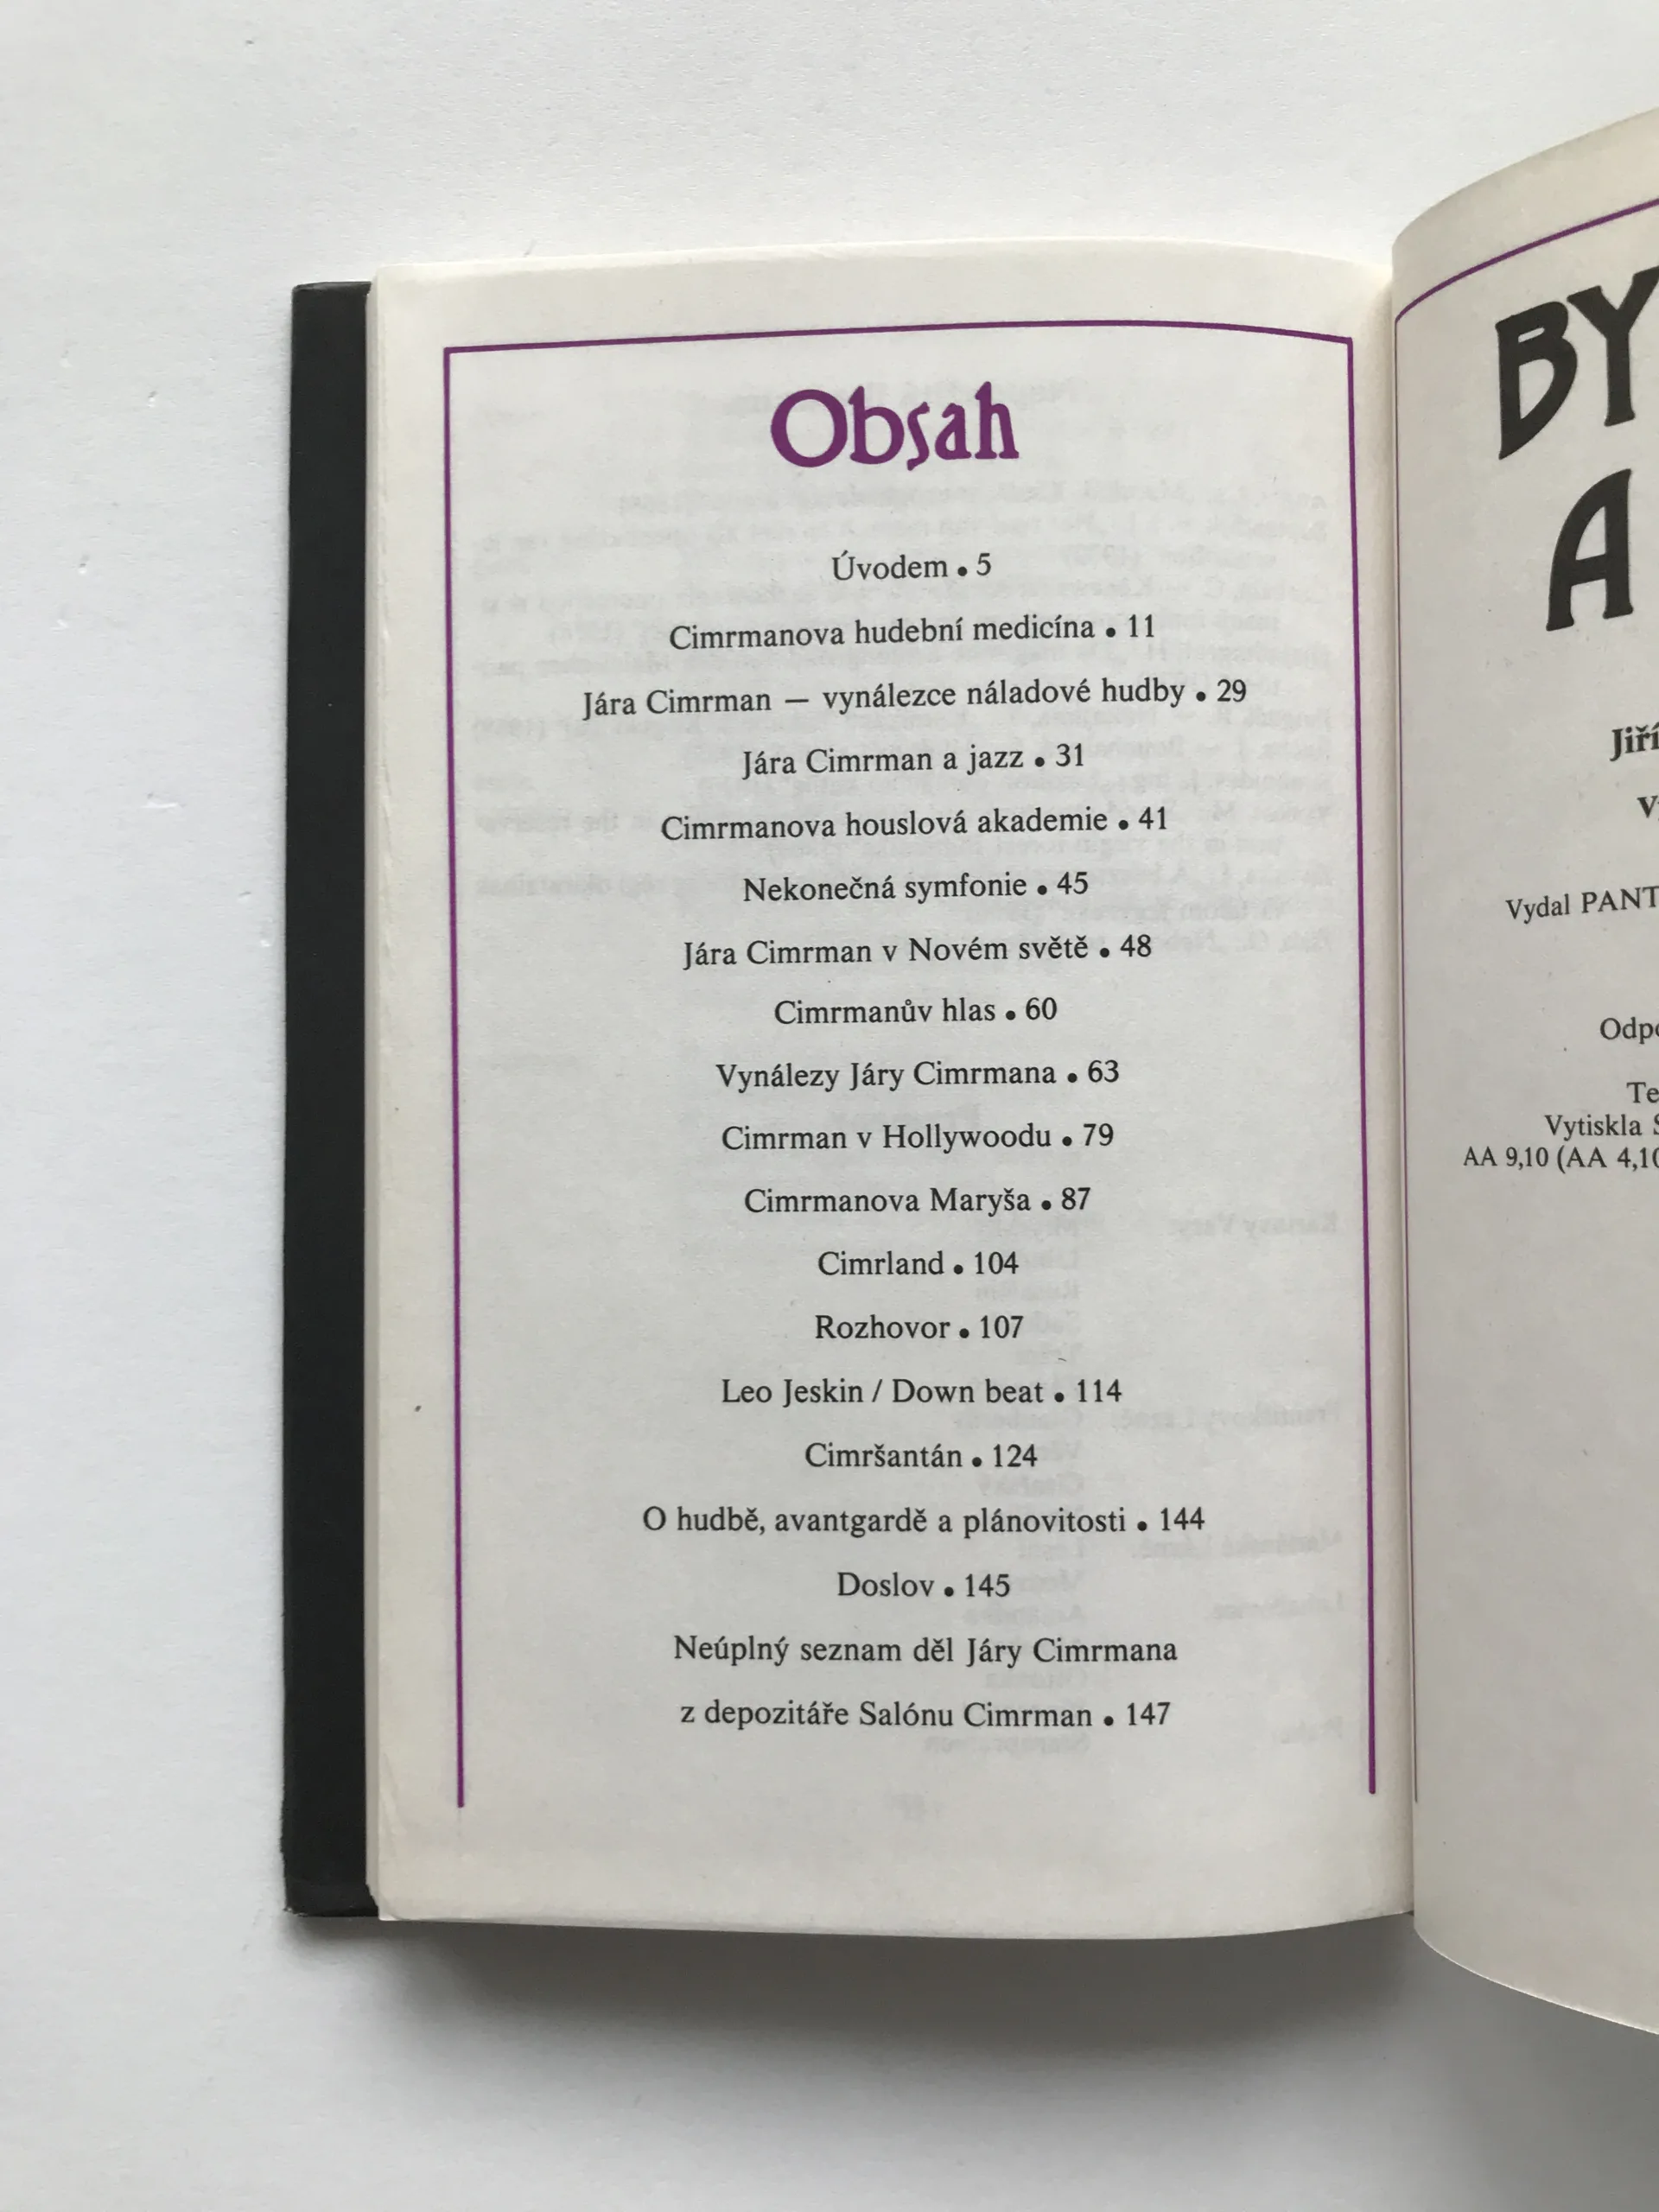 Obsah
Úvodem • 5
Cimrmanova hudební medicína • 11
Jára Cimrman — vynálezce náladové hudby • 29
Jára Cimrman a jazz • 31
Cimrmanova houslová akademie • 41
Nekonečná symfonie • 45
Jára Cimrman v Novém světě • 48
Cimrmanův hlas • 60
Vynálezy Járy Cimrmana • 63
Cimrman v Hollywoodu • 79
Cimrmanova Maryša • 87
Cimrland • 104
Rozhovor • 107
Leo Jeskin / Down beat • 114
Cimršantán • 124
O hudbě, avantgardě a plánovitosti • 144
Doslov • 145
Neúplný seznam děl Járy Cimrmana
z depozitáře Salónu Cimrman • 147
BY
A
Jiří
Vydal PANT
Odpo
Te
Vytiskla S
AA 9,10 (AA 4,10